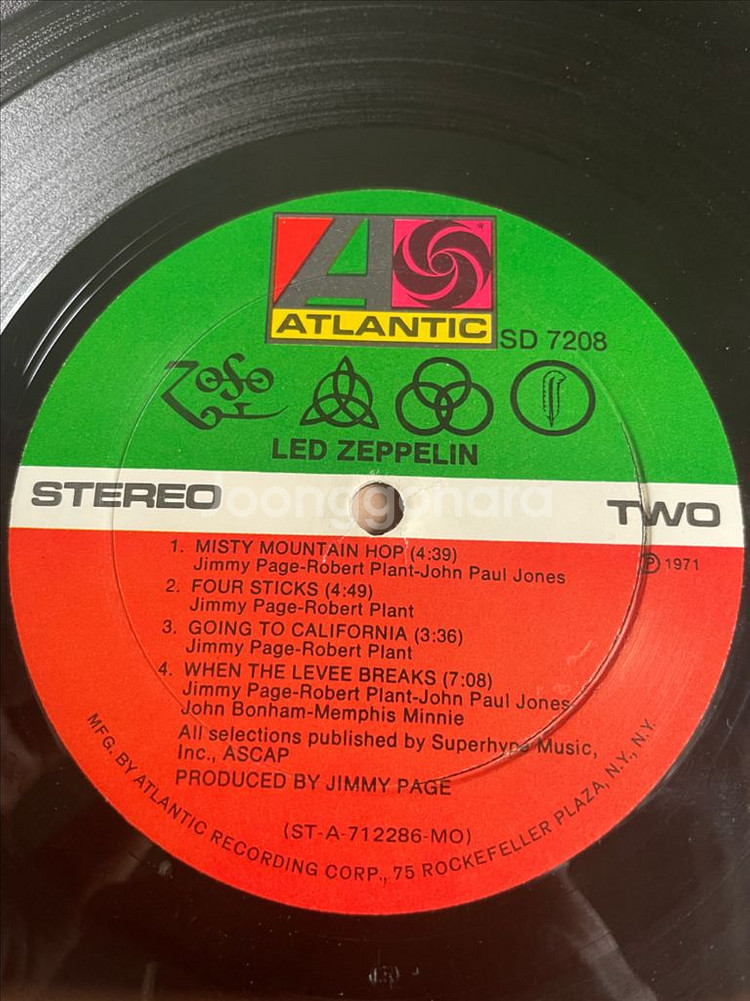 ATLANTIC
SD 7208
ZOSO
LED ZEPPELIN
STEREO
joonggonara
TWO
1. MISTY MOUNTAIN HOP (4:39)
Jimmy Page-Robert Plant-John Paul Jones
℗ 1971
2. FOUR STICKS (4:49)
Jimmy Page-Robert Plant
3. GOING TO CALIFORNIA (3:36)
Jimmy Page-Robert Plant
4. WHEN THE LEVEE BREAKS (7:08)
Jimmy Page-Robert Plant-John Paul Jones
John Bonham-Memphis Minnie
All selections published by Superhype Music,
Inc., ASCAP
PRODUCED BY JIMMY PAGE
(ST-A-712286-MO)
MFG. BY ATLANTIC RECORDING CORP., 75 ROCKEFELLER PLAZA, N.Y., N.Y.